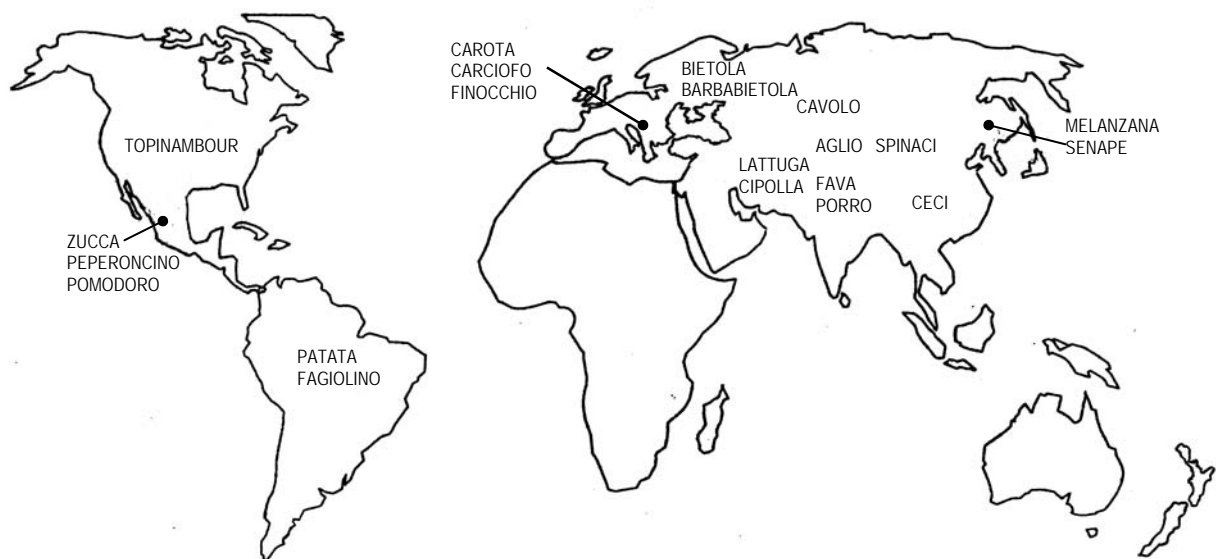 TOPINAMBOUR
ZUCCA
PEPERONCINO
POMODORO
PATATA
FAGIOLINO
CAROTA
CARCIOFO
FINOCCHIO
BIETOLA
BARBABIETOLA
CAVOLO
AGLIO SPINACI
LATTUGA
CIPOLLA
FAVA
PORRO
CECI
MELANZANA
SENAPE